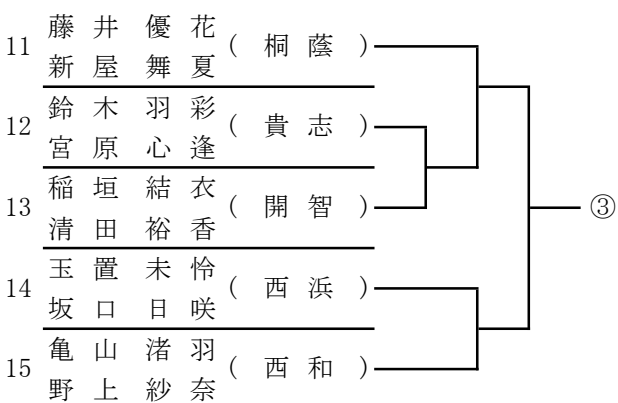 藤井 優花
11 (桐蔭)
新屋 舞夏
鈴木 羽彩
12 (貴志)
宮原 心逢
稲垣 結衣
13 (開智) ③
清田 裕香
玉置 未怜
14 (西浜)
坂口 日咲
亀山 渚羽
15 (西和)
野上 紗奈